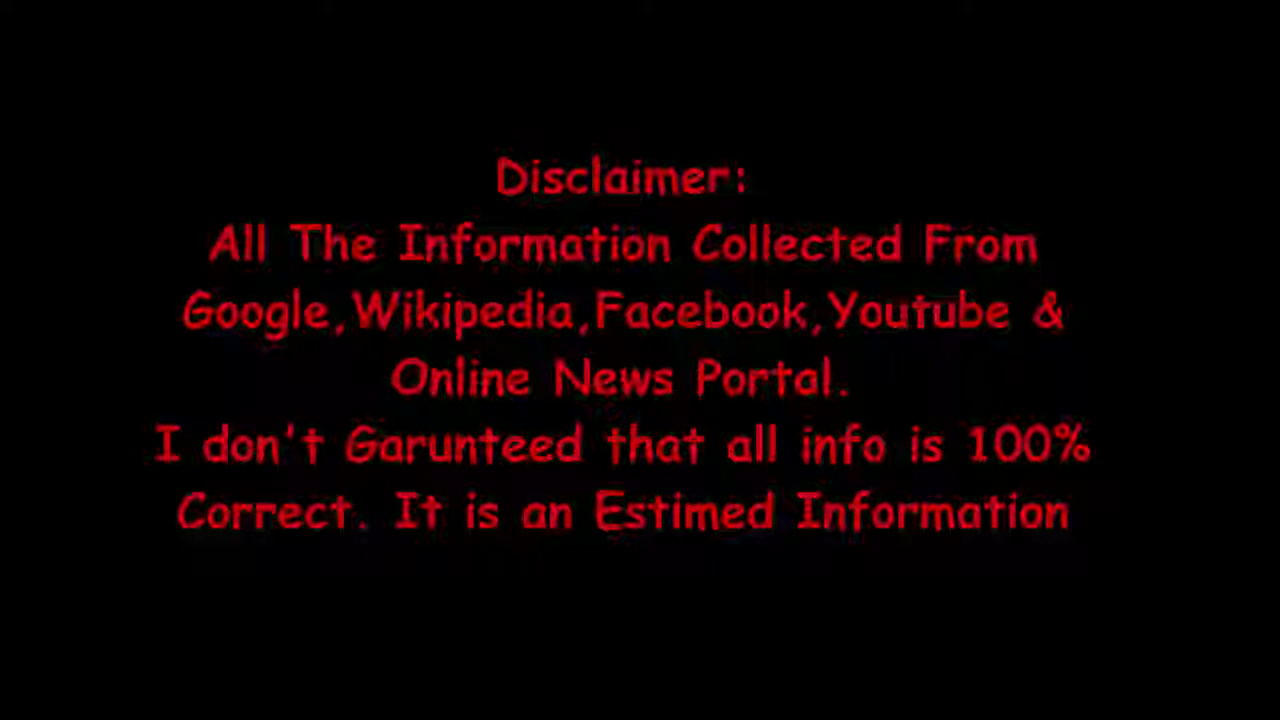 Disclaimer:
All The Information Collected From
Google,Wikipedia,Facebook,Youtube &
Online News Portal.
I don't Garunteed that all info is 100%
Correct. It is an Estimed Information